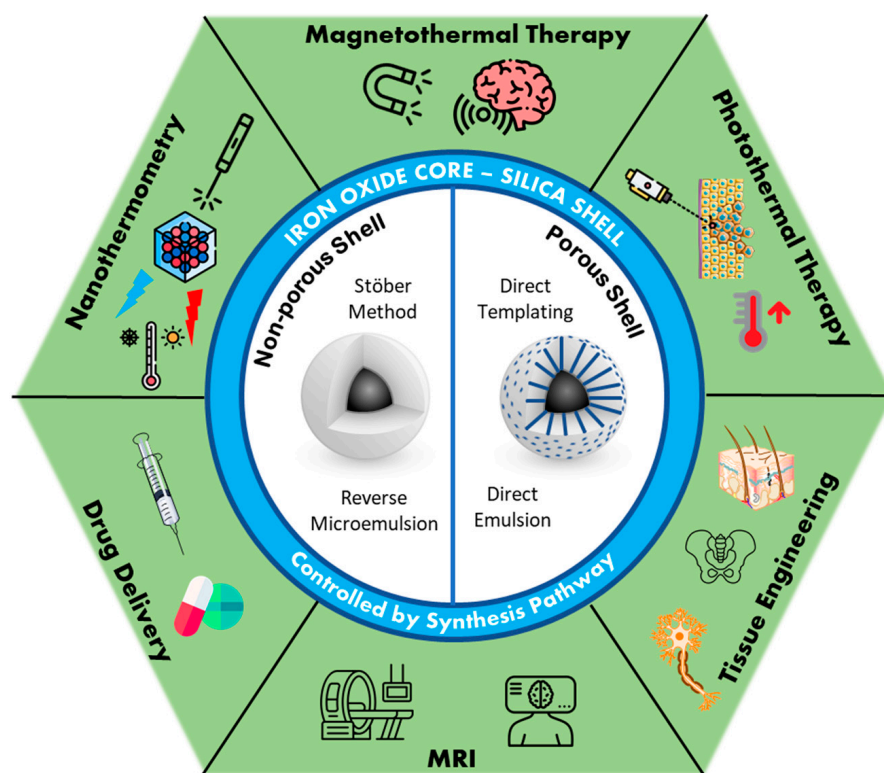 Magnetothermal Therapy
Photothermal Therapy
Tissue Engineering
MRI
Drug Delivery
Nanothermometry
IRON OXIDE CORE – SILICA SHELL
Non-porous Shell
Stöber
Method
Reverse
Microemulsion
Porous Shell
Direct
Templating
Direct
Emulsion
Controlled by Synthesis Pathway